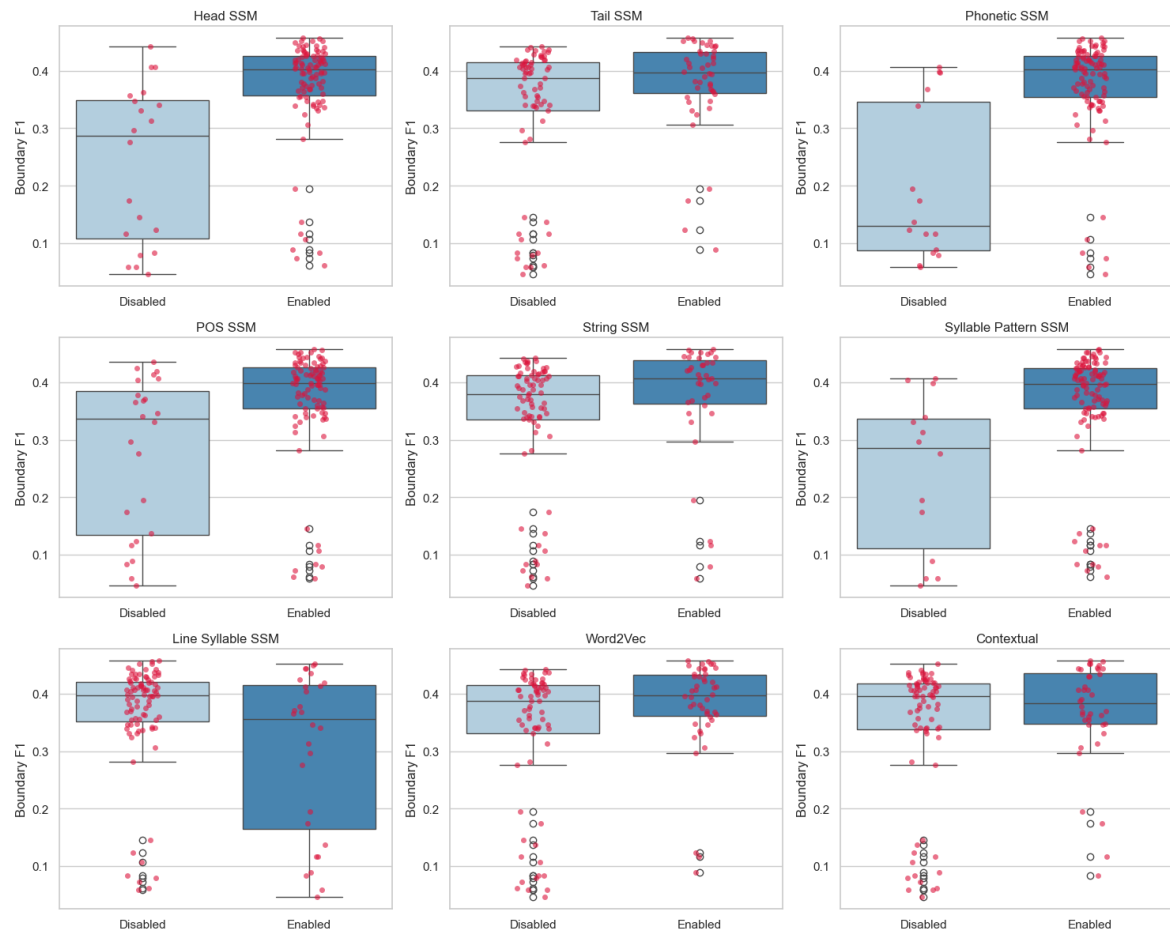 Head SSM
Tail SSM
Phonetic SSM
Boundary F1
0.4
0.3
0.2
0.1
Disabled
Enabled
Boundary F1
0.4
0.3
0.2
0.1
Disabled
Enabled
Boundary F1
0.4
0.3
0.2
0.1
Disabled
Enabled
POS SSM
String SSM
Syllable Pattern SSM
Boundary F1
0.4
0.3
0.2
0.1
Disabled
Enabled
Boundary F1
0.4
0.3
0.2
0.1
Disabled
Enabled
Boundary F1
0.4
0.3
0.2
0.1
Disabled
Enabled
Line Syllable SSM
Word2Vec
Contextual
Boundary F1
0.4
0.3
0.2
0.1
Disabled
Enabled
Boundary F1
0.4
0.3
0.2
0.1
Disabled
Enabled
Boundary F1
0.4
0.3
0.2
0.1
Disabled
Enabled